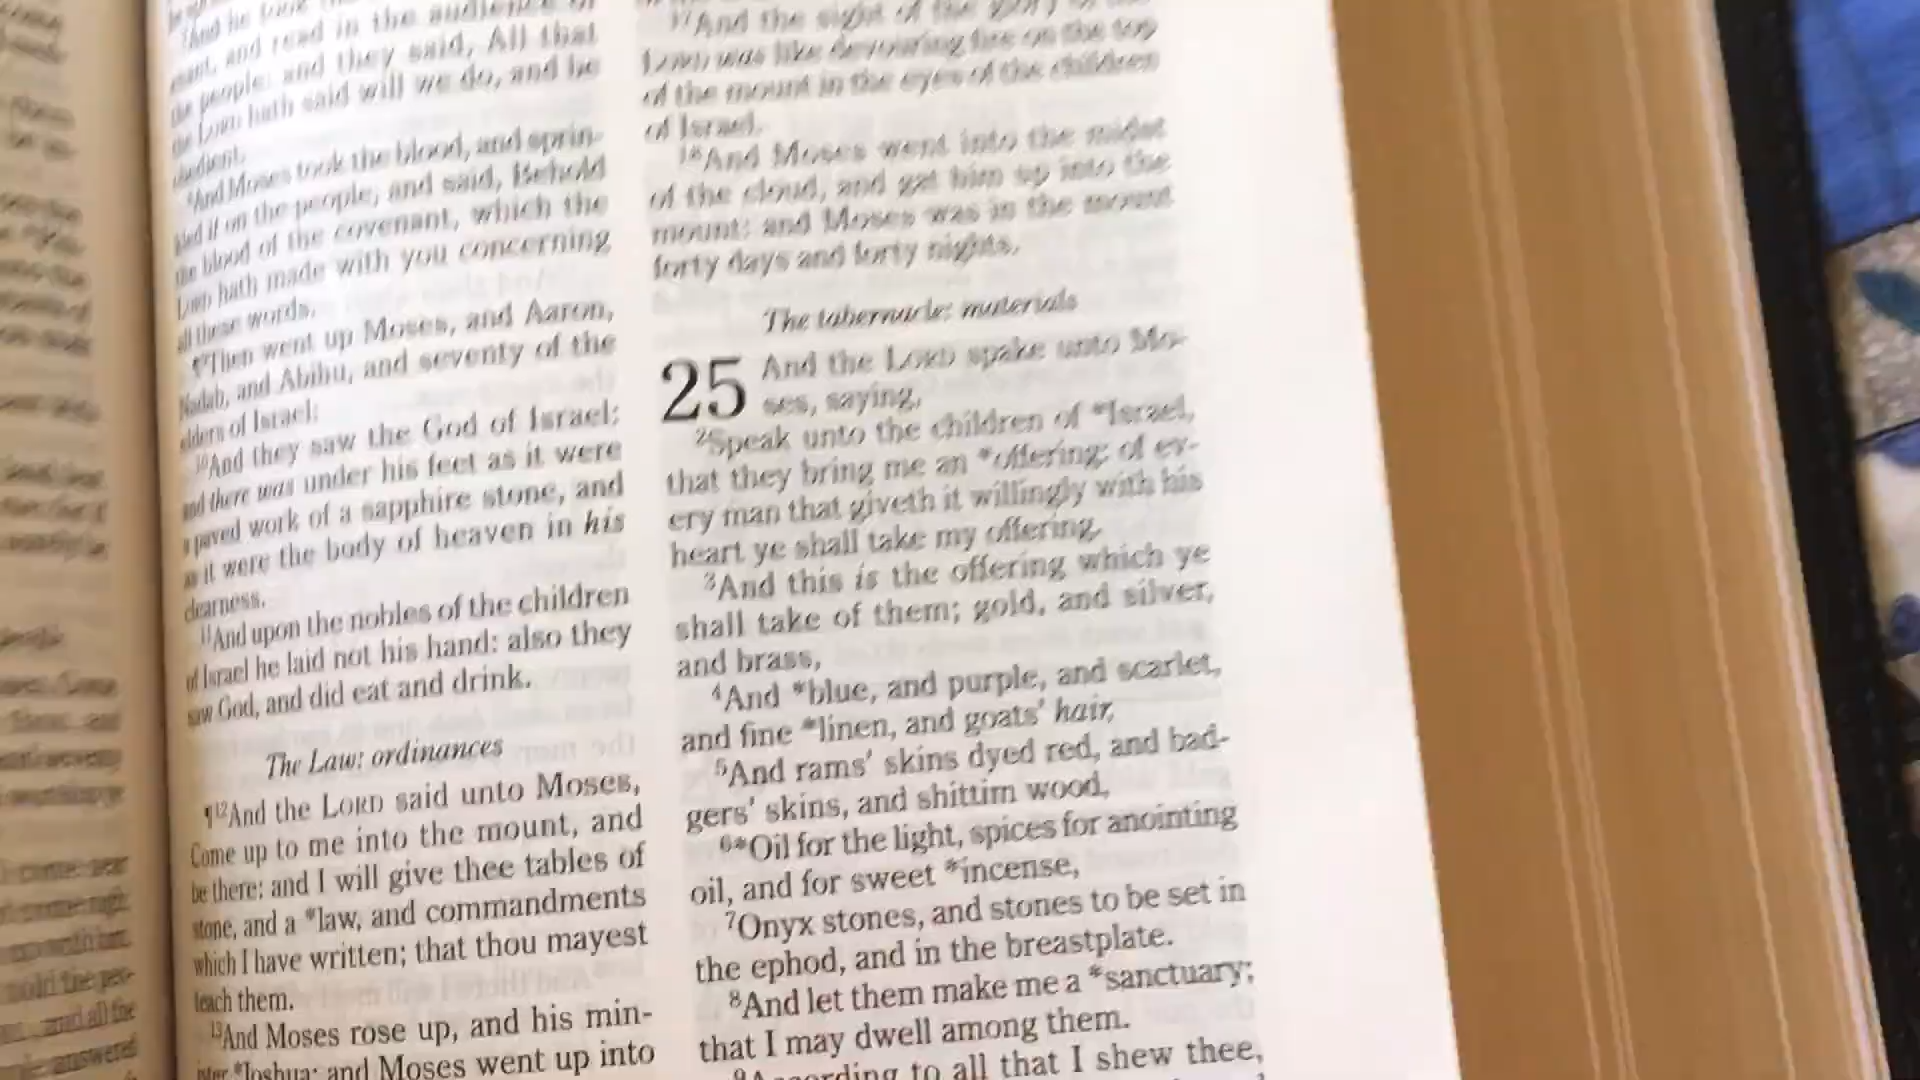 And he took the
nant, and read in the audience of
the people: and they said, All that
the LORD hath said will we do, and be
obedient.
And Moses took the blood, and sprin-
kled it on the people, and said, Behold
the blood of the covenant, which the
LORD hath made with you concerning
all these words.
¶⁹Then went up Moses, and Aaron,
Nadab, and Abihu, and seventy of the
elders of Israel:
¹⁰And they saw the God of Israel:
and there was under his feet as it were
a paved work of a sapphire stone, and
as it were the body of heaven in his
clearness.
¹¹And upon the nobles of the children
of Israel he laid not his hand: also they
saw God, and did eat and drink.
The Law: ordinances
¶¹²And the LORD said unto Moses,
Come up to me into the mount, and
be there: and I will give thee tables of
stone, and a *law, and commandments
which I have written; that thou mayest
teach them.
¹³And Moses rose up, and his min-
ister *Joshua: and Moses went up into
¹⁷And the sight of the glory of the
LORD was like devouring fire on the top
of the mount in the eyes of the children
of Israel.
¹⁸And Moses went into the midst
of the cloud, and gat him up into the
mount: and Moses was in the mount
forty days and forty nights.
The tabernacle: materials
25 And the LORD spake unto Mo-
ses, saying,
²Speak unto the children of *Israel,
that they bring me an *offering: of ev-
ery man that giveth it willingly with his
heart ye shall take my offering.
³And this is the offering which ye
shall take of them; gold, and silver,
and brass,
⁴And *blue, and purple, and scarlet,
and fine *linen, and goats' hair,
⁵And rams' skins dyed red, and bad-
gers' skins, and shittim wood,
⁶*Oil for the light, spices for anointing
oil, and for sweet *incense,
⁷Onyx stones, and stones to be set in
the ephod, and in the breastplate.
⁸And let them make me a *sanctuary;
that I may dwell among them.
⁹According to all that I shew thee,